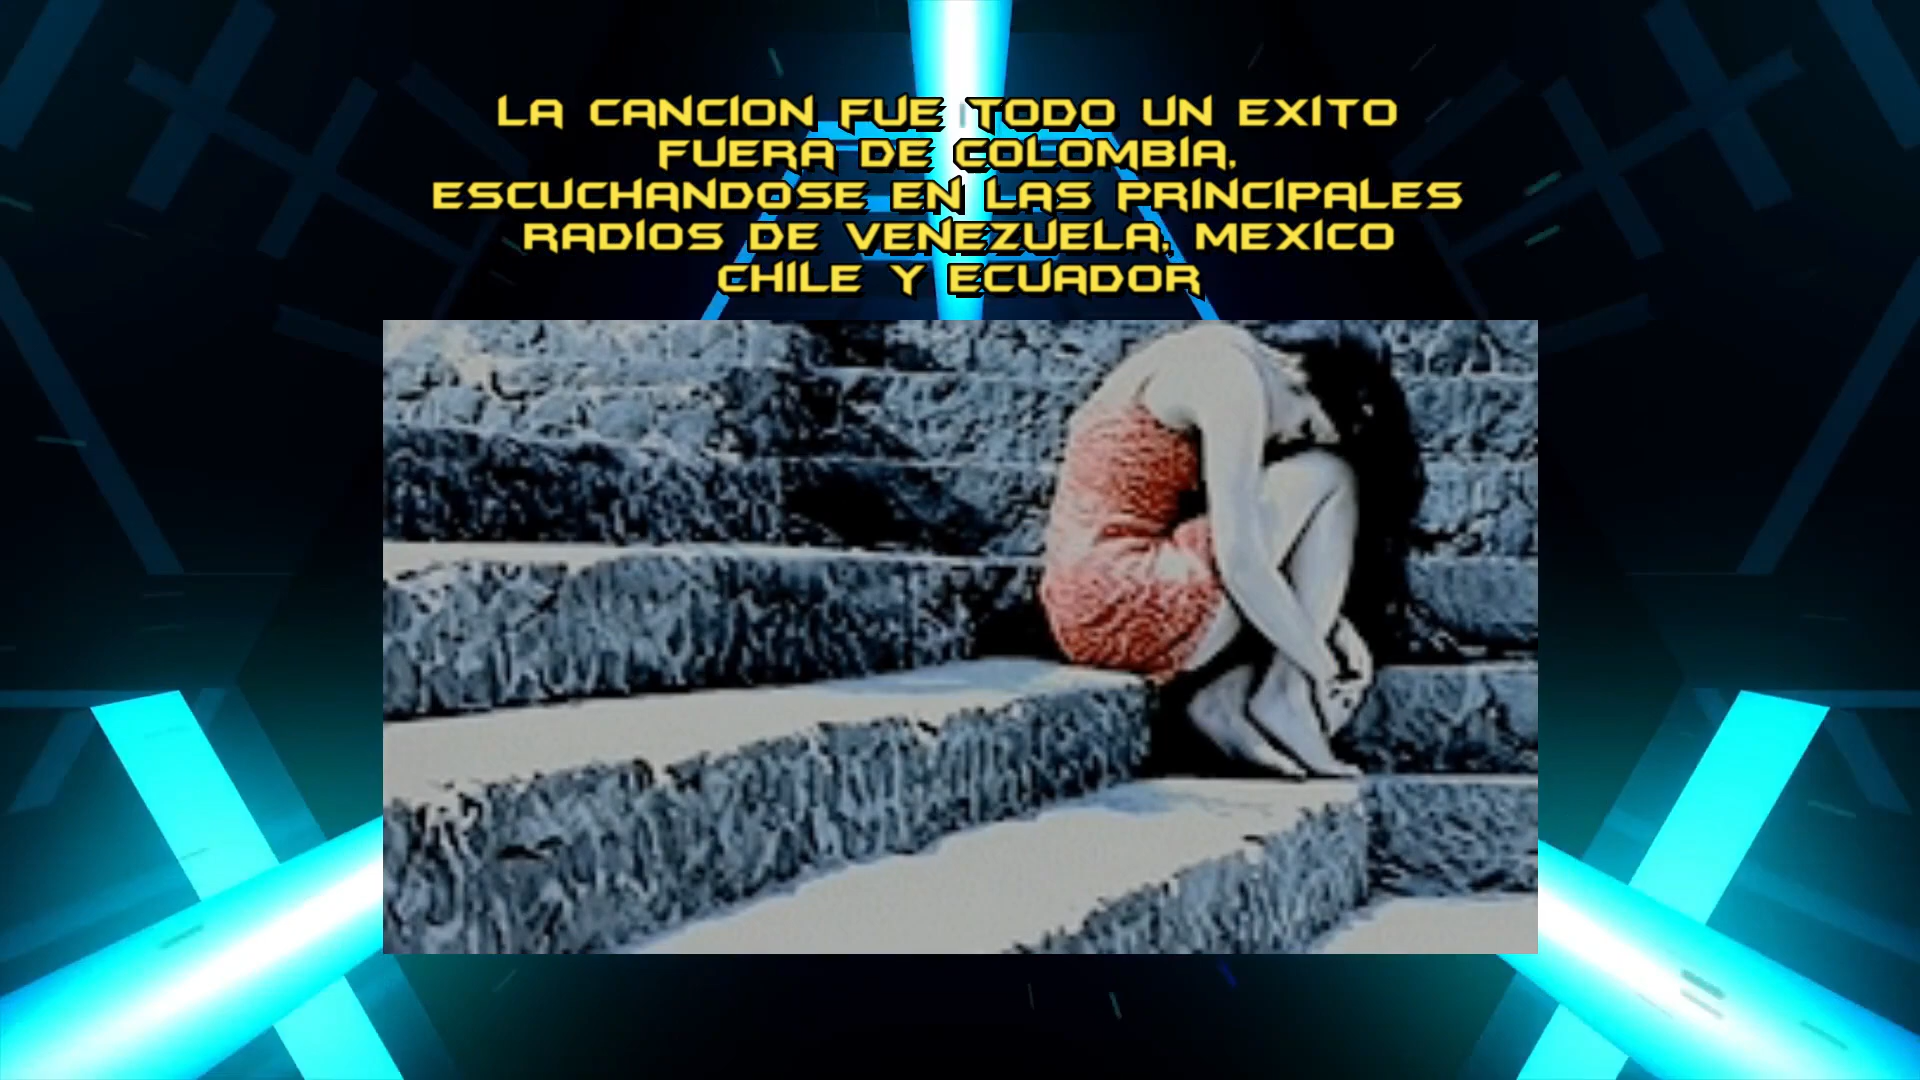 LA CANCION FUE TODO UN EXITO
FUERA DE COLOMBIA,
ESCUCHANDOSE EN LAS PRINCIPALES
RADIOS DE VENEZUELA, MEXICO
CHILE Y ECUADOR